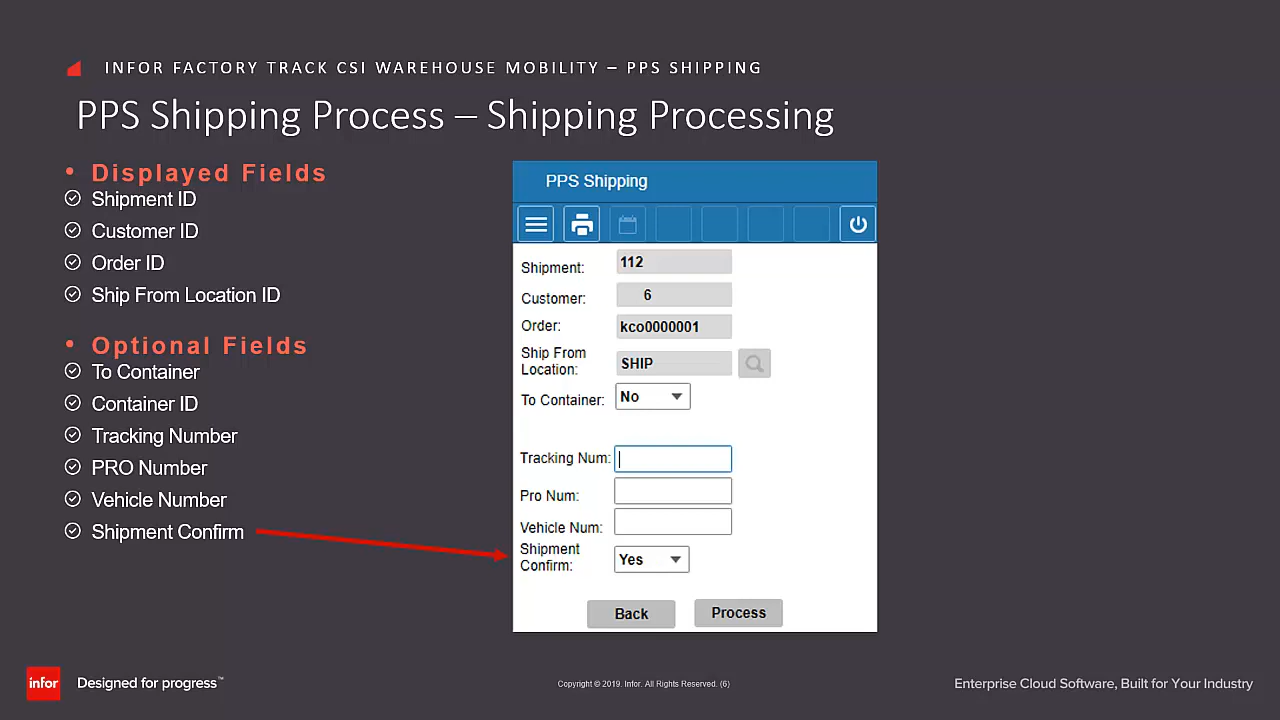 INFOR FACTORY TRACK CSI WAREHOUSE MOBILITY – PPS SHIPPING
PPS Shipping Process – Shipping Processing
• Displayed Fields
Shipment ID
Customer ID
Order ID
Ship From Location ID
• Optional Fields
To Container
Container ID
Tracking Number
PRO Number
Vehicle Number
Shipment Confirm
PPS Shipping
Shipment: 112
Customer: 6
Order: kco0000001
Ship From
Location: SHIP
To Container: No
Tracking Num:
Pro Num:
Vehicle Num:
Shipment
Confirm: Yes
Back Process
infor Designed for progress™
Copyright © 2019. Infor. All Rights Reserved. (6)
Enterprise Cloud Software, Built for Your Industry